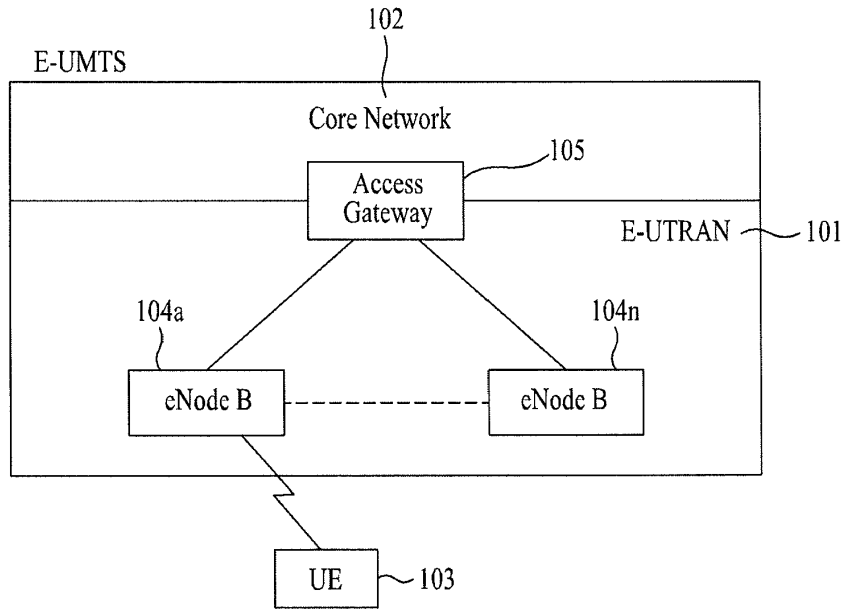 102
E-UMTS
Core Network
105
Access
Gateway
E-UTRAN
101
104a
104n
eNode B
eNode B
UE
103